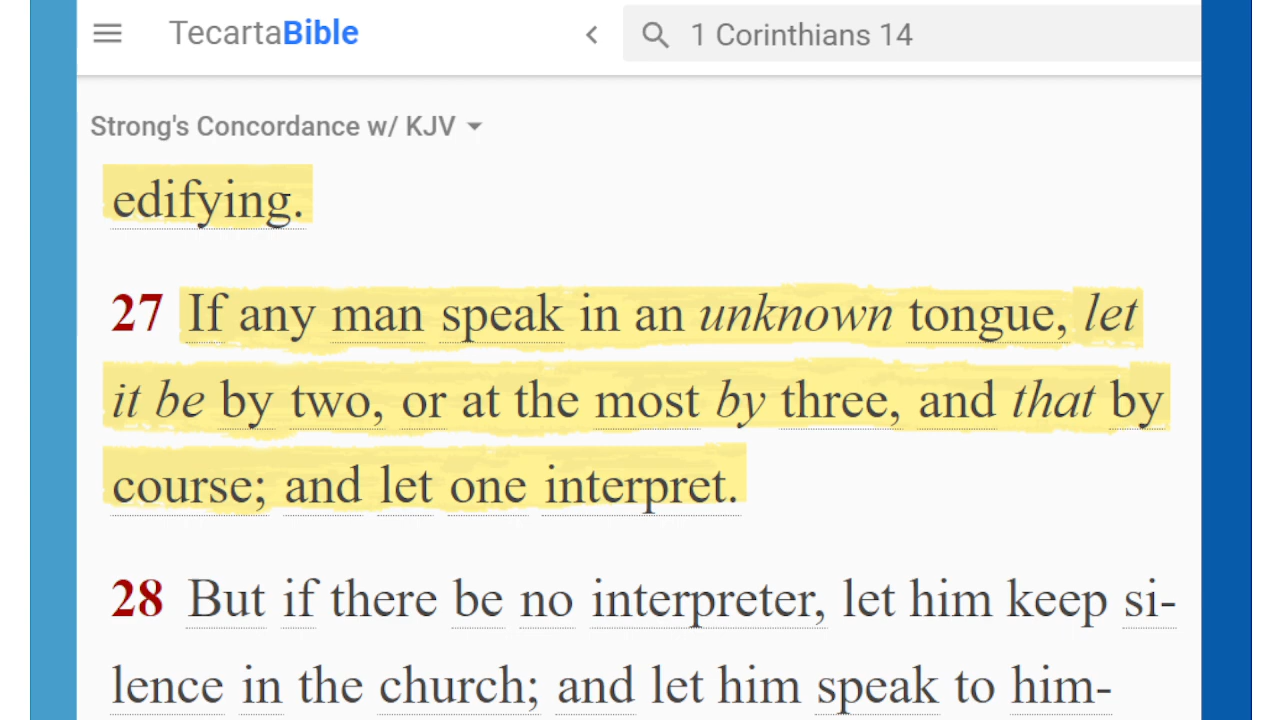 TecartaBible
1 Corinthians 14
Strong's Concordance w/ KJV
edifying.
27 If any man speak in an unknown tongue, let
it be by two, or at the most by three, and that by
course; and let one interpret.
28 But if there be no interpreter, let him keep si-
lence in the church; and let him speak to him-